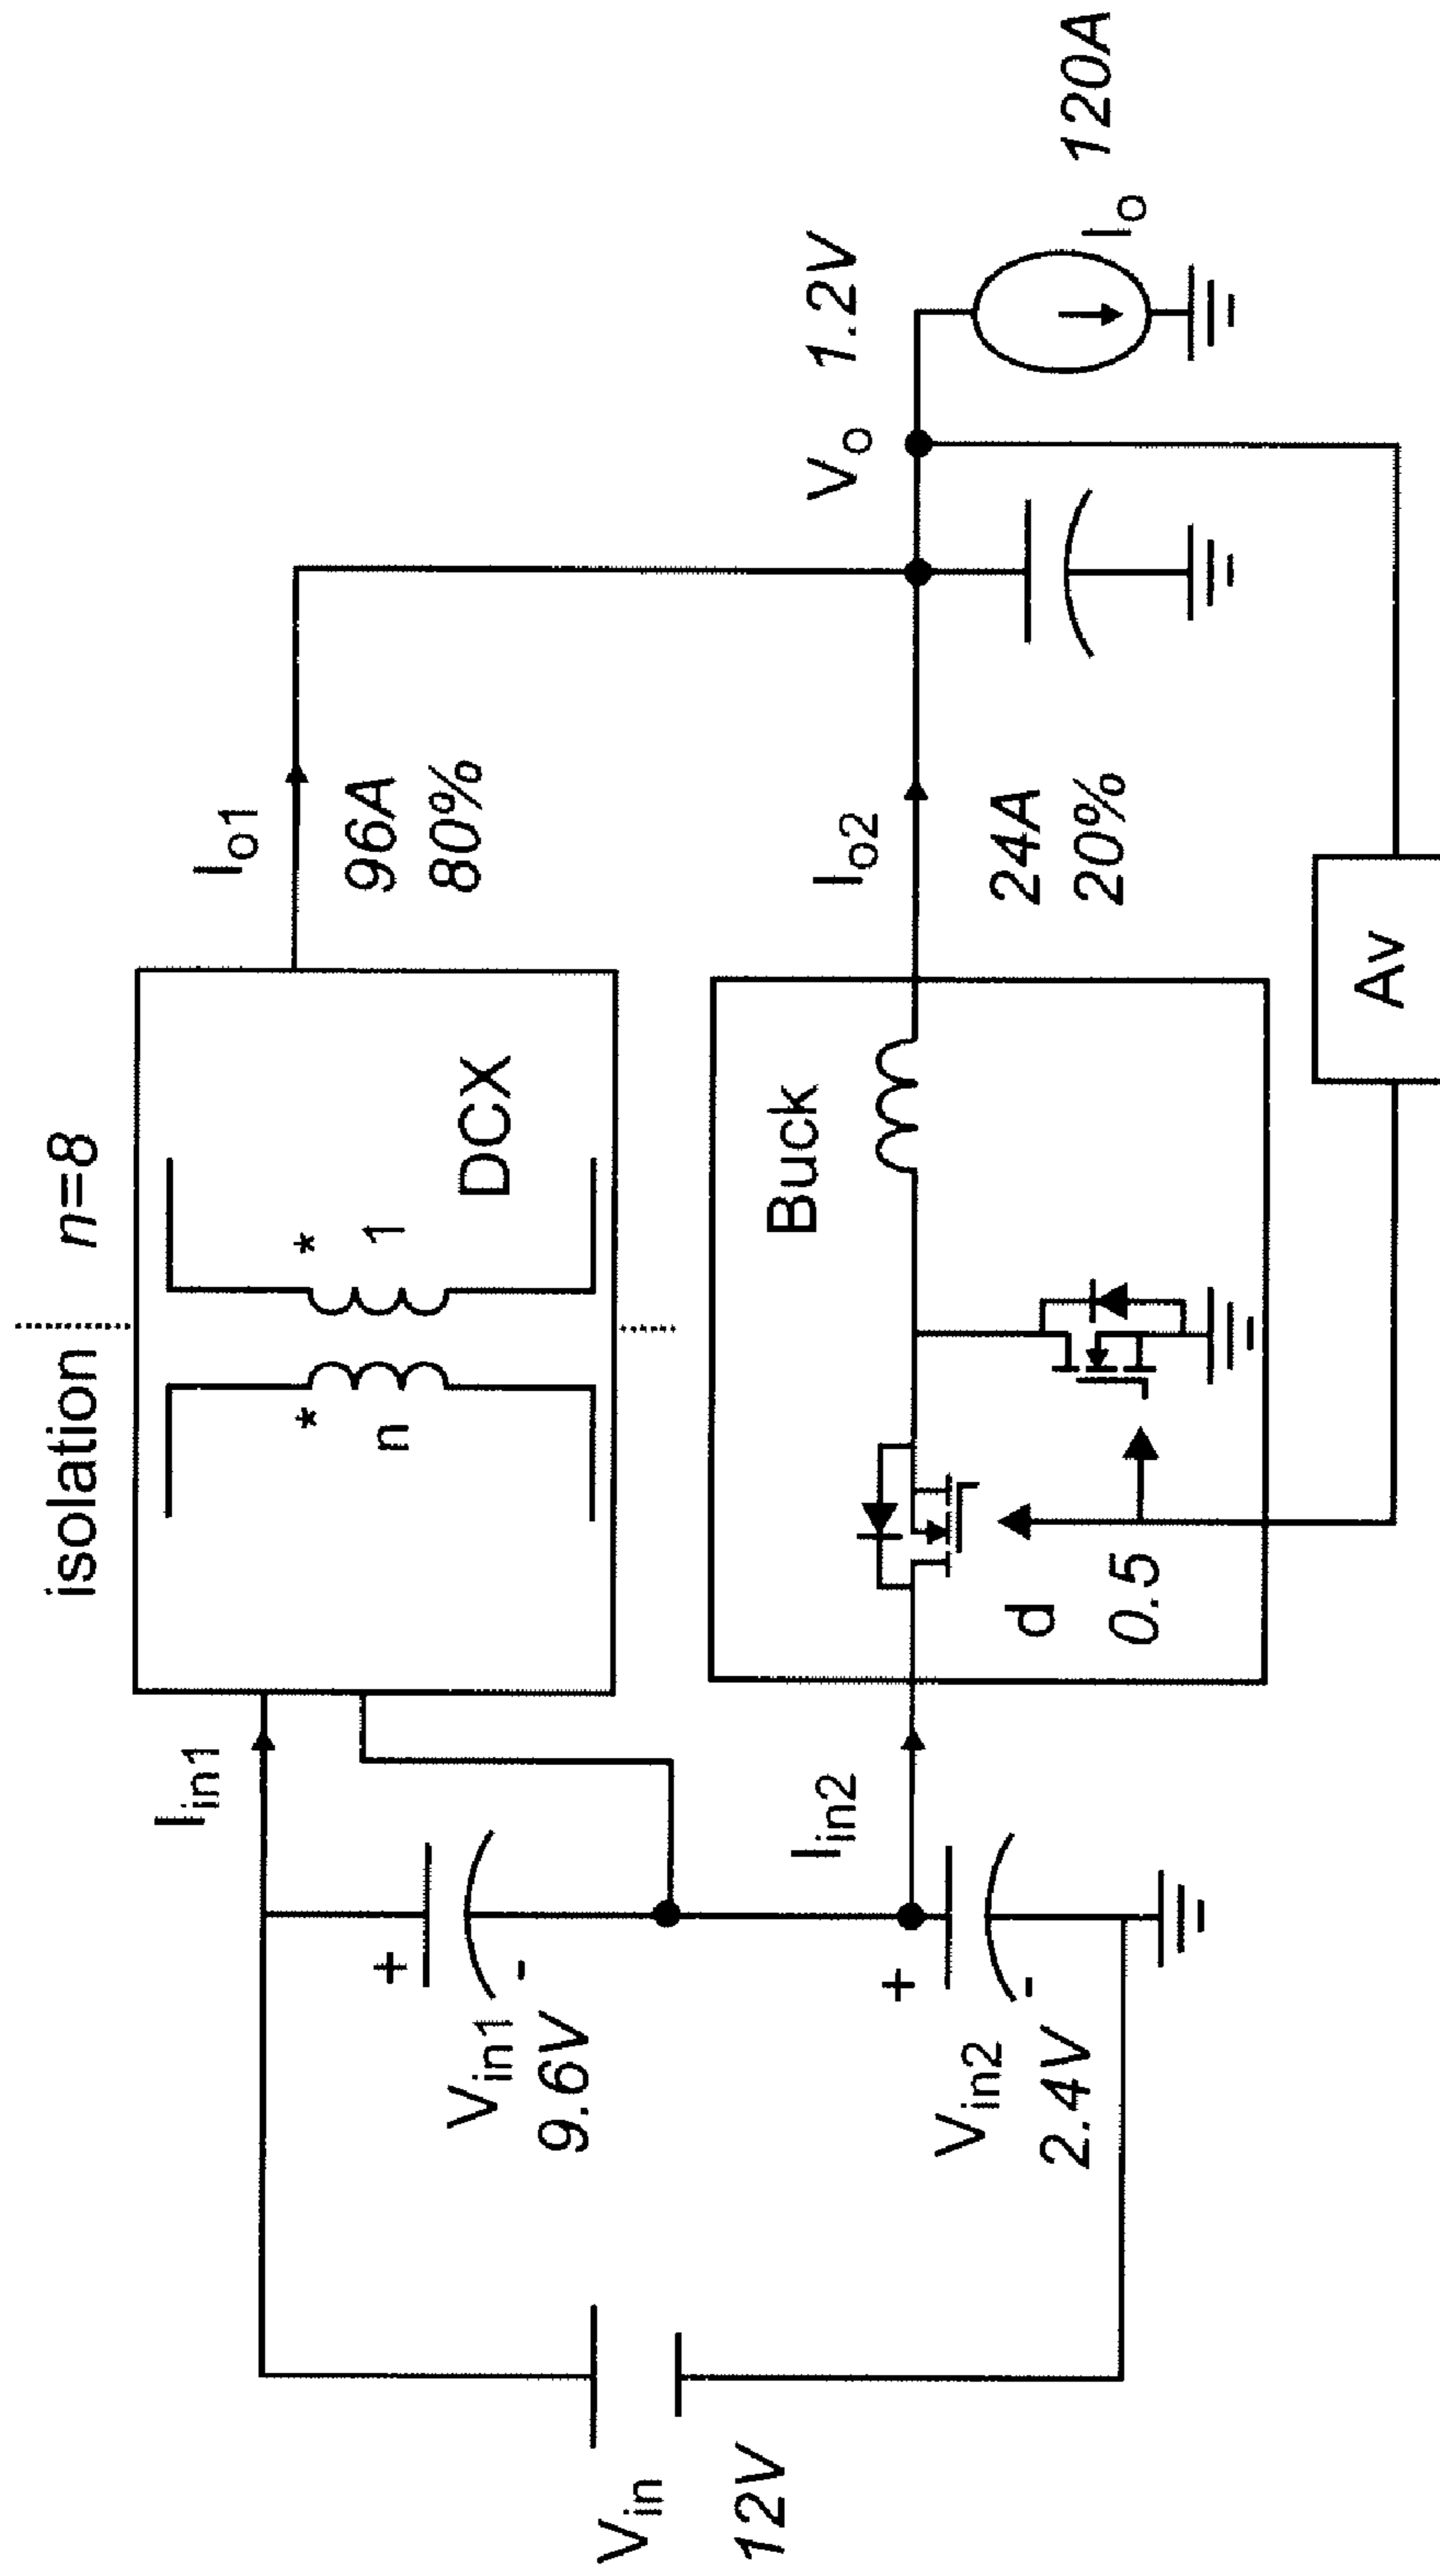 isolation n=8
I_in1
* *
n 1
DCX
I_o1
96A
80%
V_in
12V
V_in1
9.6V
+
-
V_in2
2.4V
+
-
I_in2
Buck
d
0.5
I_o2
24A
20%
V_o 1.2V
I_o 120A
Av